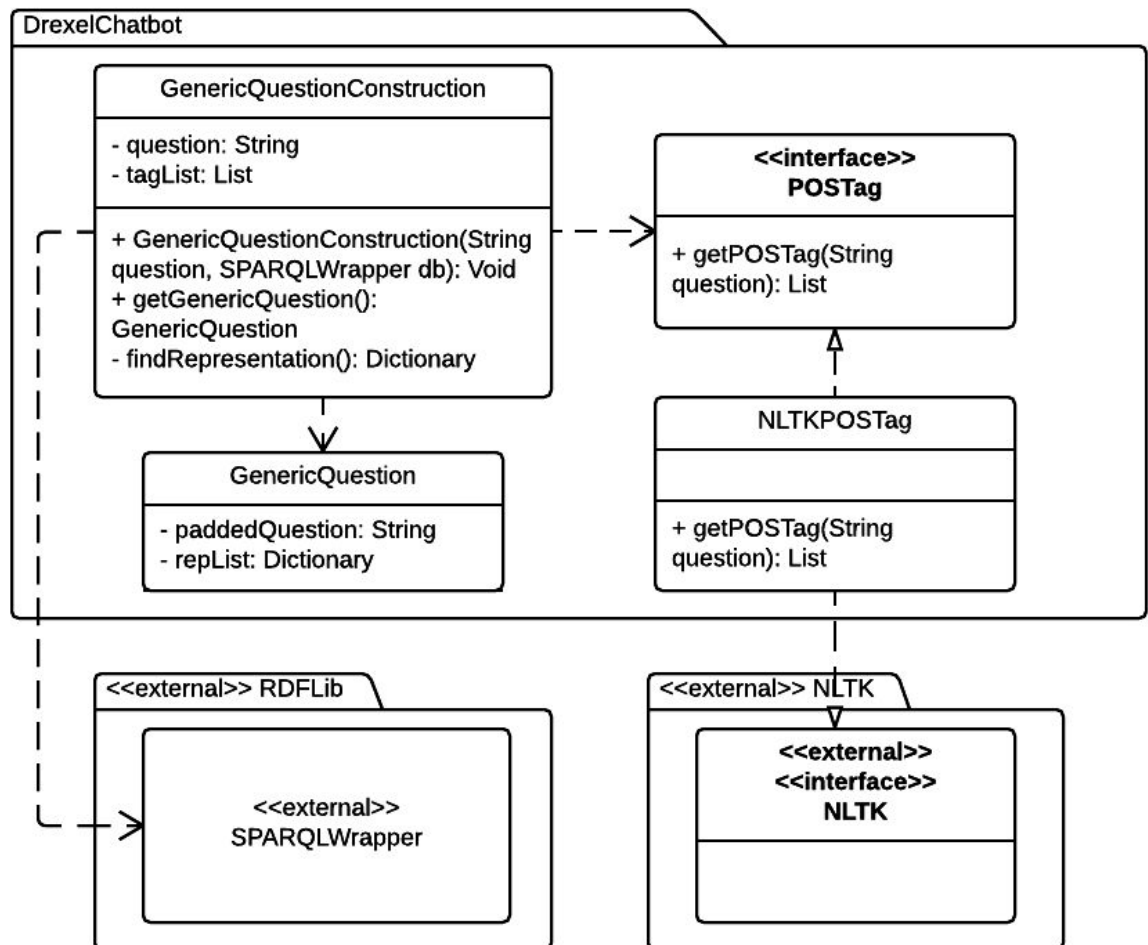 DrexelChatbot
GenericQuestionConstruction
- question: String
- tagList: List
+ GenericQuestionConstruction(String
question, SPARQLWrapper db): Void
+ getGenericQuestion():
GenericQuestion
- findRepresentation(): Dictionary
<<interface>>
POSTag
+ getPOSTag(String
question): List
GenericQuestion
- paddedQuestion: String
- repList: Dictionary
NLTKPOSTag
+ getPOSTag(String
question): List
<<external>> RDFLib
<<external>>
SPARQLWrapper
<<external>> NLTK
<<external>>
<<interface>>
NLTK